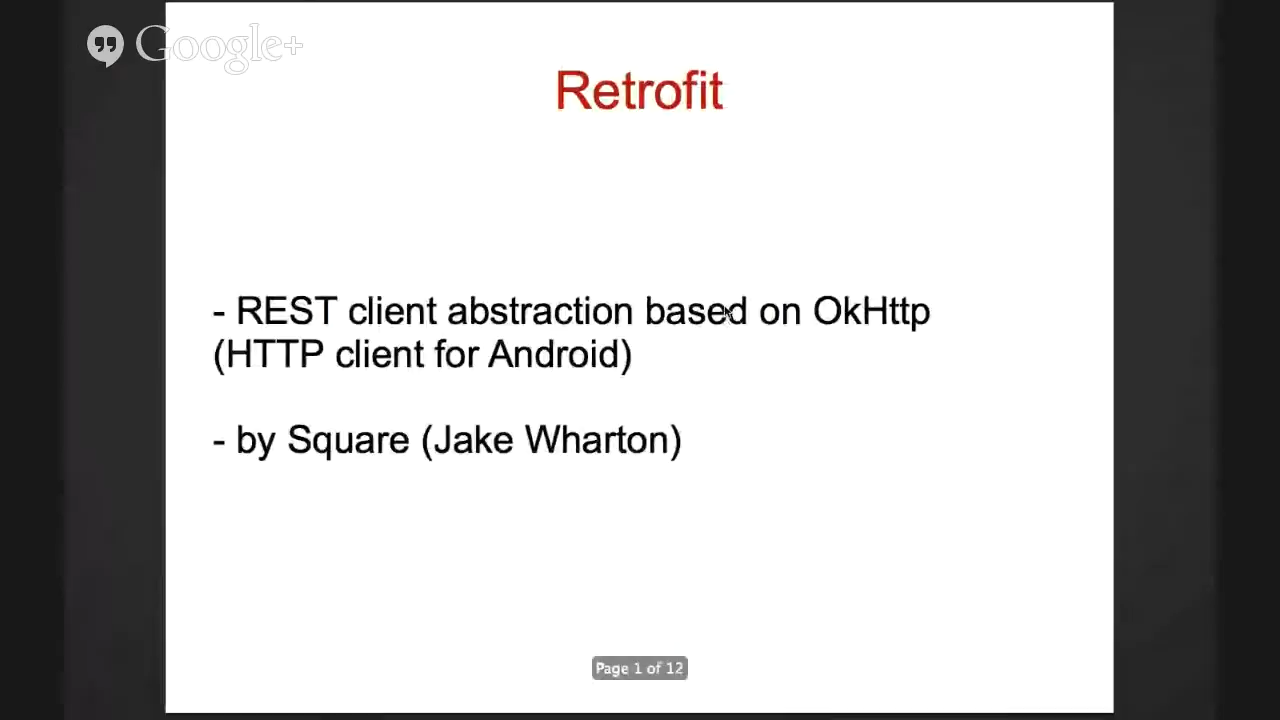 Google+
Retrofit
- REST client abstraction based on OkHttp
(HTTP client for Android)
- by Square (Jake Wharton)
Page 1 of 12